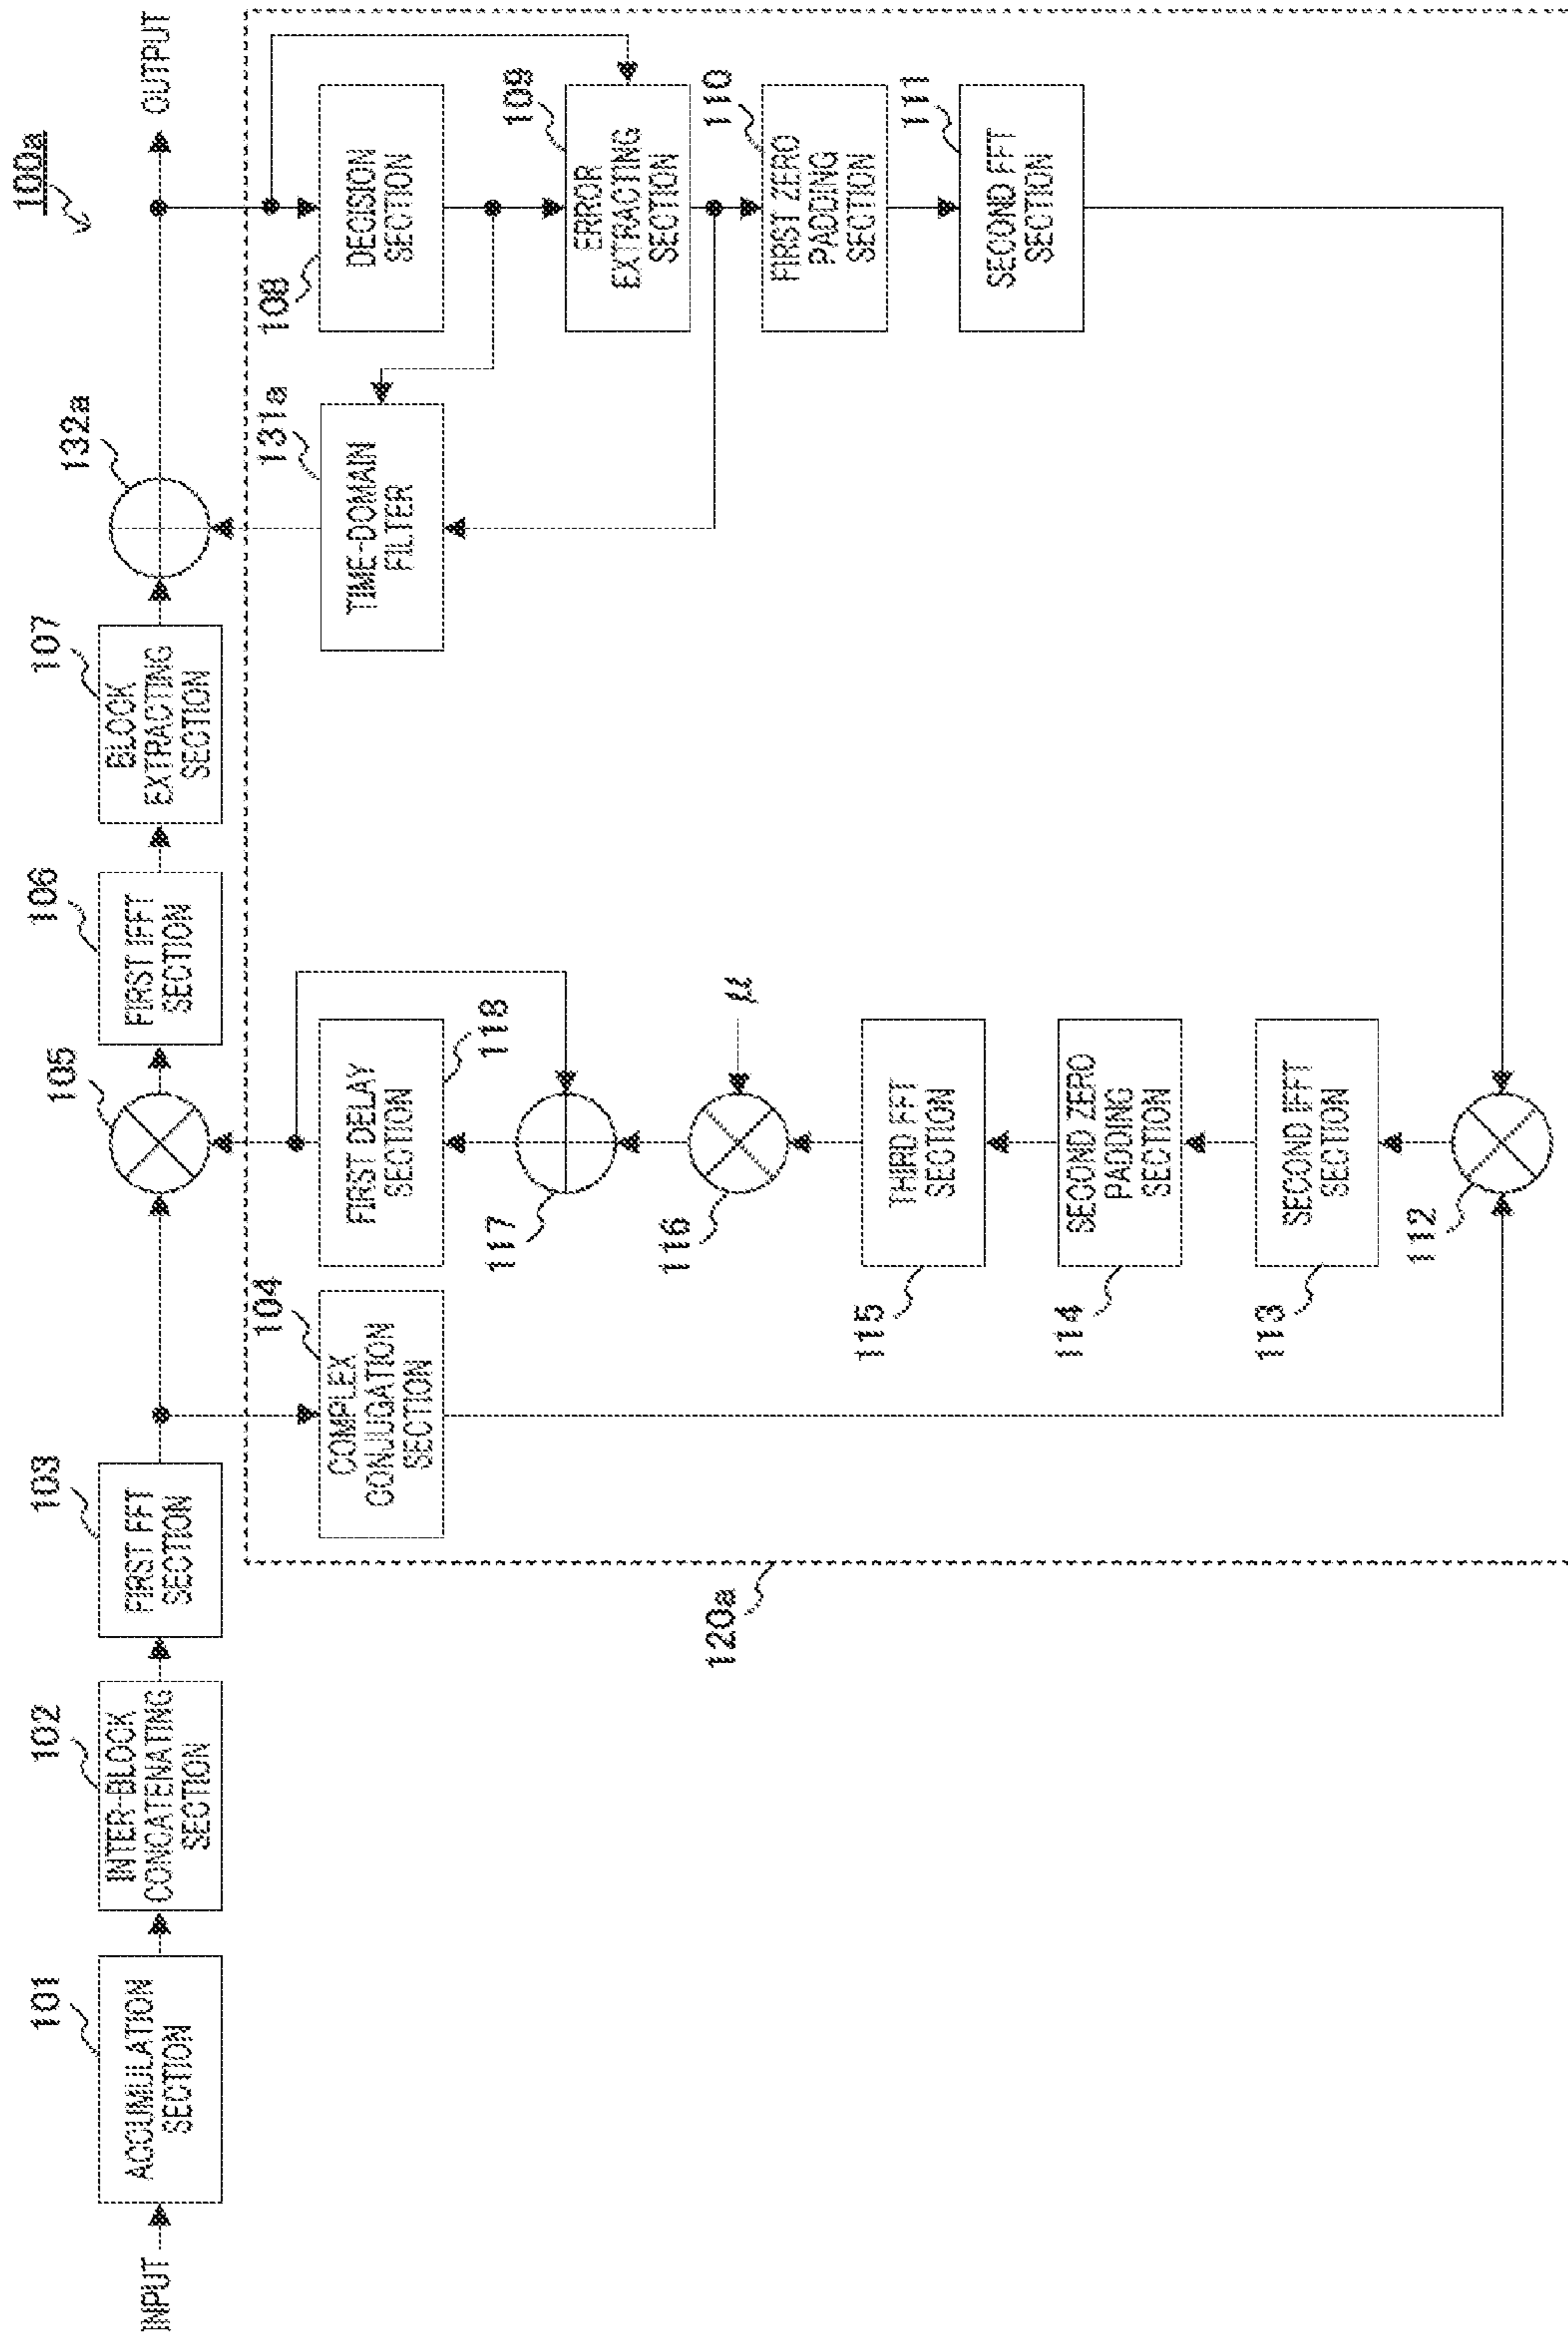 100a
INPUT
101
ACCUMULATION
SECTION
102
INTER-BLOCK
CONCATENATING
SECTION
103
FIRST FFT
SECTION
105
106
FIRST IFFT
SECTION
107
BLOCK
EXTRACTING
SECTION
132a
OUTPUT
104
COMPLEX
CONJUGATION
SECTION
FIRST DELAY
SECTION
118
131a
TIME-DOMAIN
FILTER
108
DECISION
SECTION
117
109
ERROR
EXTRACTING
SECTION
116
μ
110
FIRST ZERO
PADDING
SECTION
115
THIRD FFT
SECTION
111
SECOND FFT
SECTION
114
SECOND ZERO
PADDING
SECTION
113
SECOND IFFT
SECTION
112
120a